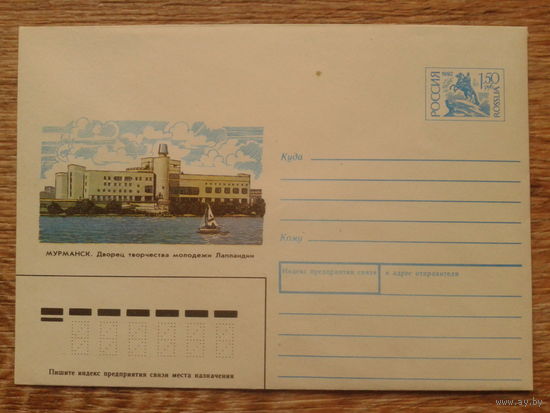 РОССИЯ
1992
1.50
ROSSIJA
Куда
МУРМАНСК. Дворец творчества молодежи Лапландии
Кому
Индекс предприятия связи и адрес отправителя
Пишите индекс предприятия связи места назначения
www.ay.by